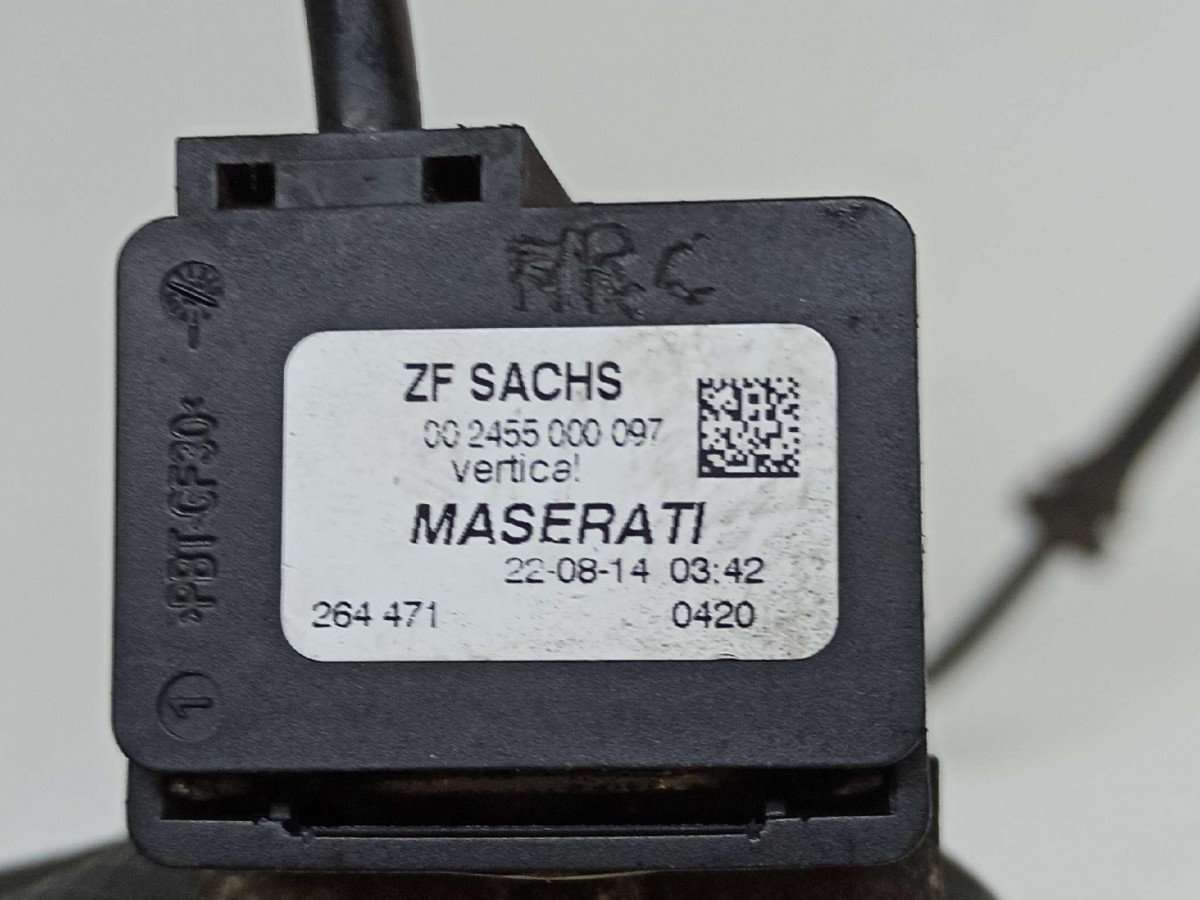 ZF SACHS
00 2455 000 097
vertical
MASERATI
22-08-14 03:42
264 471
0420
>PBT-GF30<
1